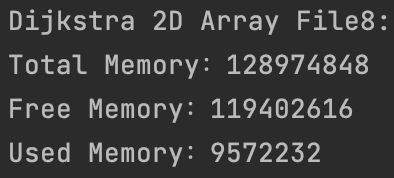 Dijkstra 2D Array File8:
Total Memory: 128974848
Free Memory: 119402616
Used Memory: 9572232